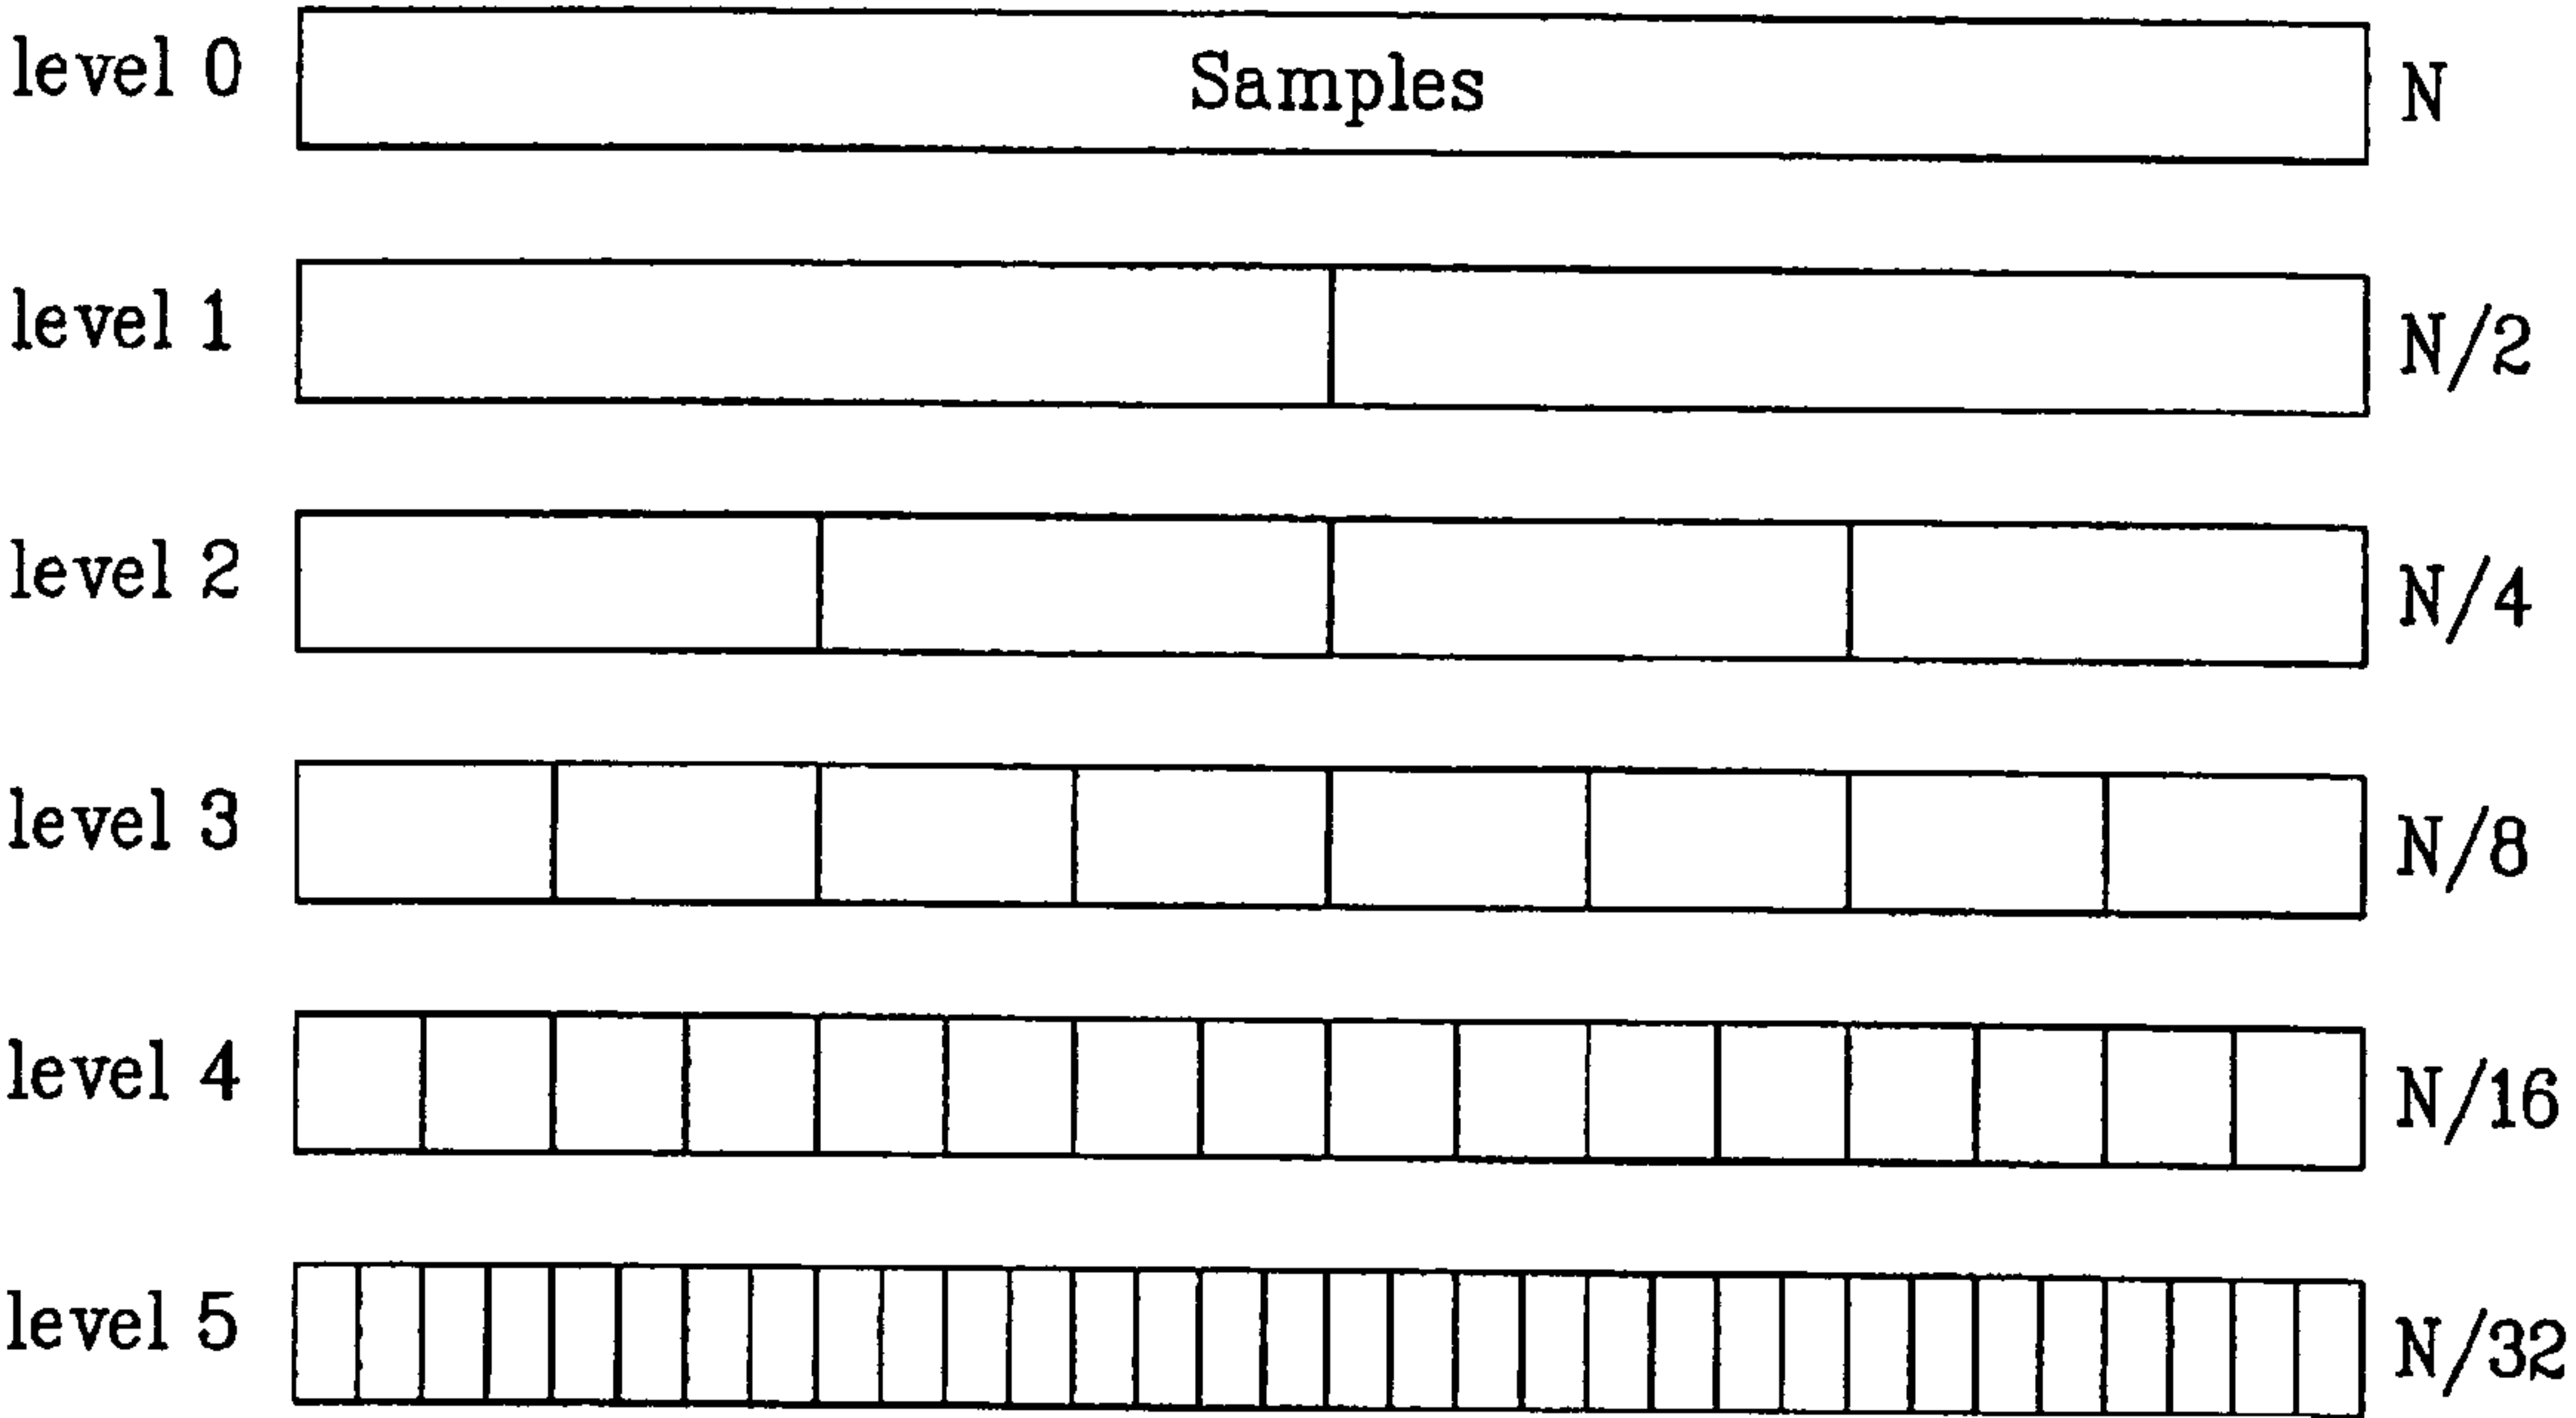 level 0 Samples N
level 1 N/2
level 2 N/4
level 3 N/8
level 4 N/16
level 5 N/32